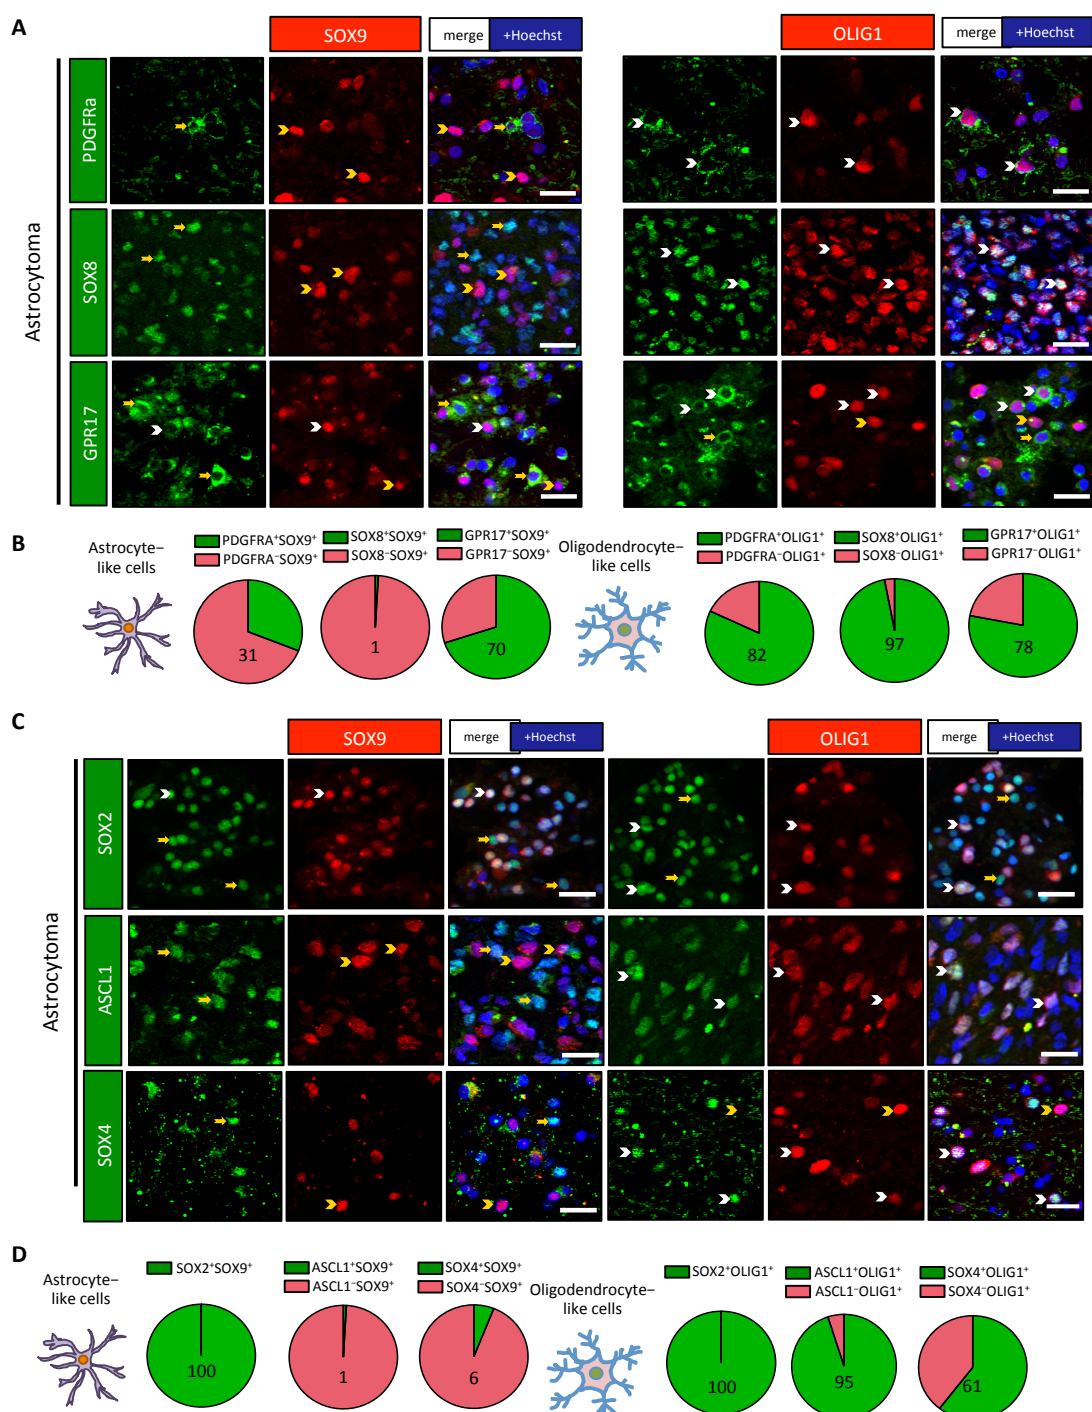 A
SOX9
merge
+Hoechst
OLIG1
merge
+Hoechst
Astrocytoma
PDGFRa
SOX8
GPR17
B
Astrocyte–
like cells
PDGFRA⁺SOX9⁺
PDGFRA⁻SOX9⁺
SOX8⁺SOX9⁺
SOX8⁻SOX9⁺
GPR17⁺SOX9⁺
GPR17⁻SOX9⁺
31
1
70
Oligodendrocyte–
like cells
PDGFRA⁺OLIG1⁺
PDGFRA⁻OLIG1⁺
SOX8⁺OLIG1⁺
SOX8⁻OLIG1⁺
GPR17⁺OLIG1⁺
GPR17⁻OLIG1⁺
82
97
78
C
SOX9
merge
+Hoechst
OLIG1
merge
+Hoechst
Astrocytoma
SOX2
ASCL1
SOX4
D
Astrocyte–
like cells
SOX2⁺SOX9⁺
ASCL1⁺SOX9⁺
ASCL1⁻SOX9⁺
SOX4⁺SOX9⁺
SOX4⁻SOX9⁺
100
1
6
Oligodendrocyte–
like cells
SOX2⁺OLIG1⁺
ASCL1⁺OLIG1⁺
ASCL1⁻OLIG1⁺
SOX4⁺OLIG1⁺
SOX4⁻OLIG1⁺
100
95
61